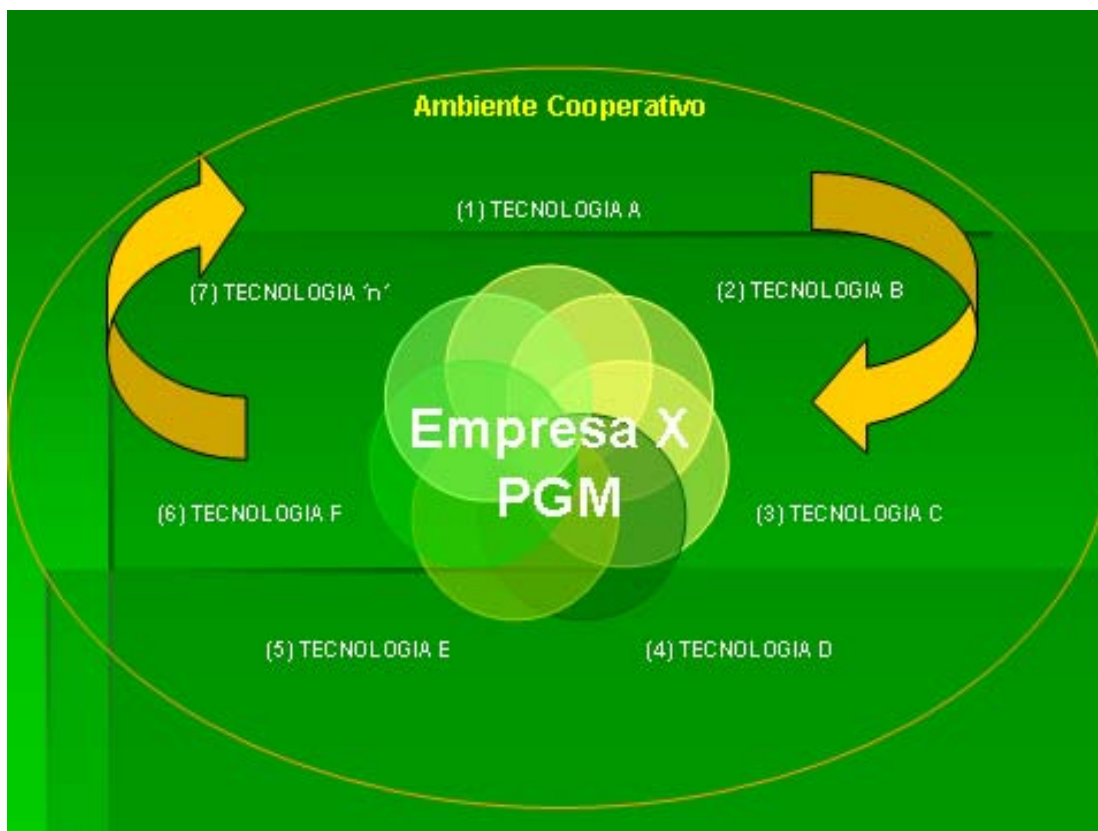 Ambiente Cooperativo
(1) TECNOLOGIA A
(7) TECNOLOGIA ´n´
(2) TECNOLOGIA B
Empresa X
PGM
(6) TECNOLOGIA F
(3) TECNOLOGIA C
(5) TECNOLOGIA E
(4) TECNOLOGIA D